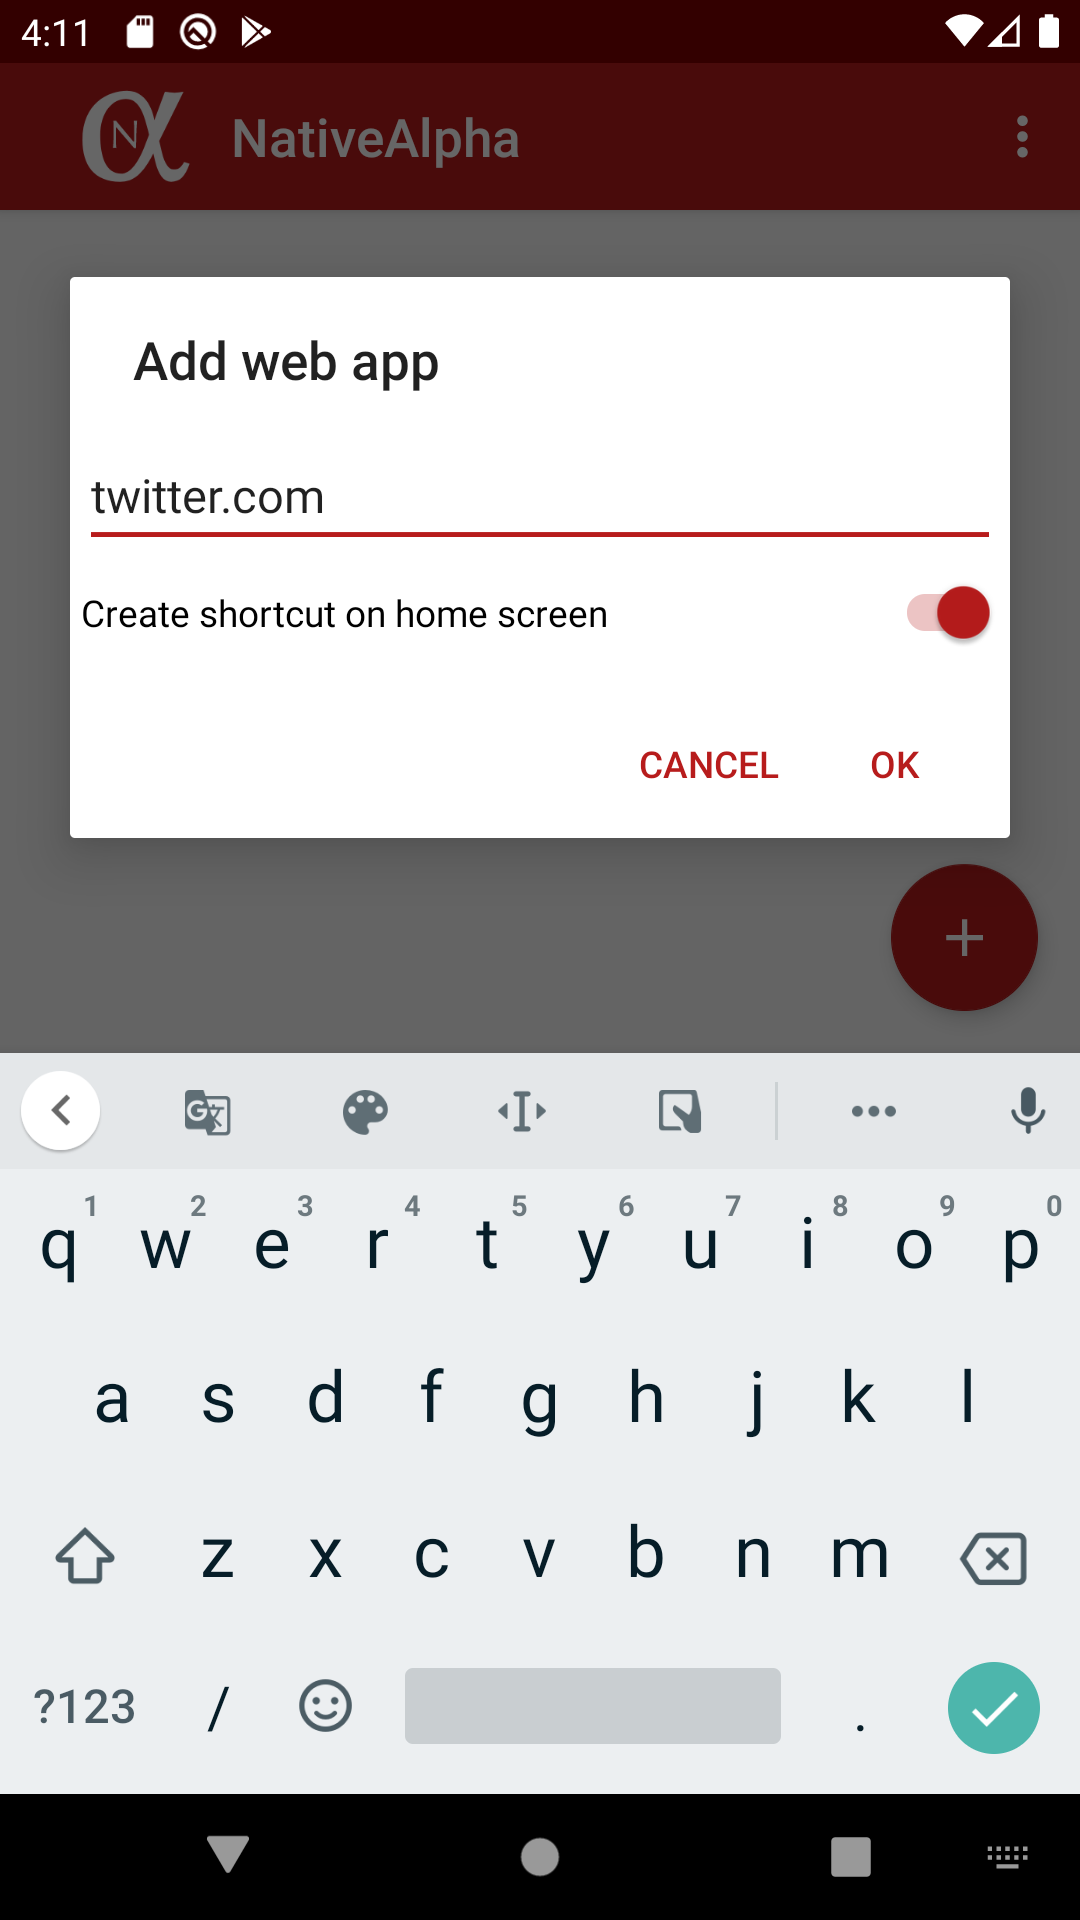 4:11
N α NativeAlpha
Add web app
twitter.com
Create shortcut on home screen
CANCEL OK
+
G 文
1 2 3 4 5 6 7 8 9 0
q w e r t y u i o p
a s d f g h j k l
z x c v b n m
?123 / .